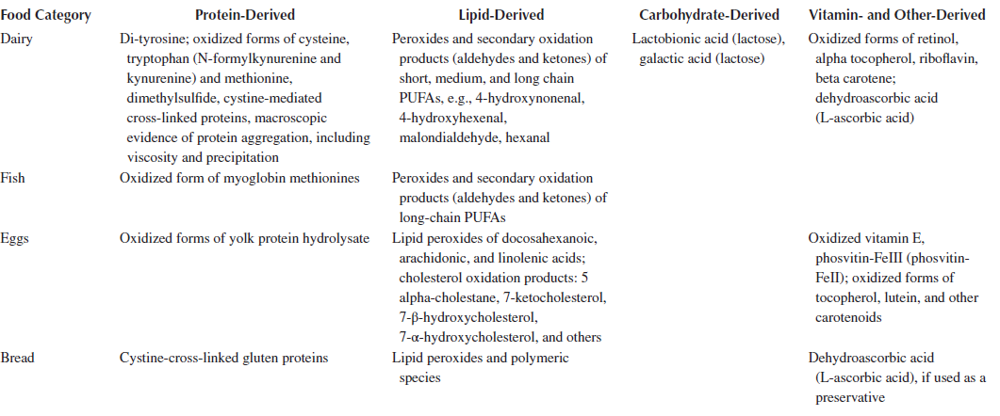 Food Category Protein-Derived Lipid-Derived Carbohydrate-Derived Vitamin- and Other-Derived
Dairy Di-tyrosine; oxidized forms of cysteine, Peroxides and secondary oxidation Lactobionic acid (lactose), Oxidized forms of retinol,
tryptophan (N-formylkynurenine and products (aldehydes and ketones) of galactic acid (lactose) alpha tocopherol, riboflavin,
kynurenine) and methionine, short, medium, and long chain beta carotene;
dimethylsulfide, cystine-mediated PUFAs, e.g., 4-hydroxynonenal, dehydroascorbic acid
cross-linked proteins, macroscopic 4-hydroxyhexenal, (L-ascorbic acid)
evidence of protein aggregation, including malondialdehyde, hexanal
viscosity and precipitation
Fish Oxidized form of myoglobin methionines Peroxides and secondary oxidation
products (aldehydes and ketones) of
long-chain PUFAs
Eggs Oxidized forms of yolk protein hydrolysate Lipid peroxides of docosahexanoic, Oxidized vitamin E,
arachidonic, and linolenic acids; phosvitin-FeIII (phosvitin-
cholesterol oxidation products: 5 FeII); oxidized forms of
alpha-cholestane, 7-ketocholesterol, tocopherol, lutein, and other
7-β-hydroxycholesterol, carotenoids
7-α-hydroxycholesterol, and others
Bread Cystine-cross-linked gluten proteins Lipid peroxides and polymeric Dehydroascorbic acid
species (L-ascorbic acid), if used as a
preservative